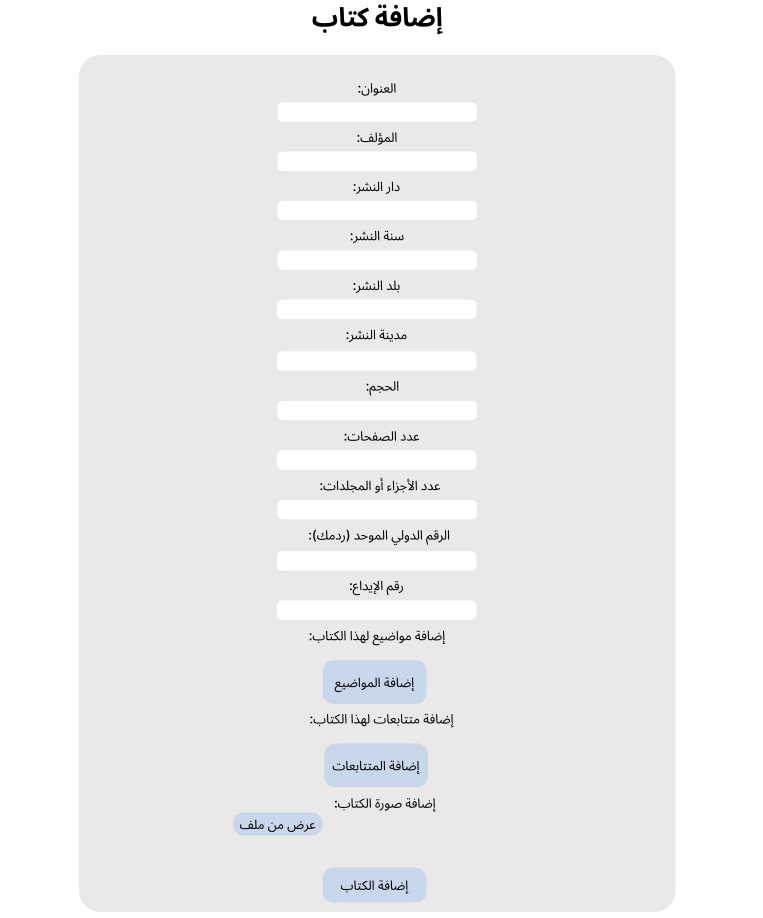 إضافة كتاب
العنوان:
المؤلف:
دار النشر:
سنة النشر:
بلد النشر:
مدينة النشر:
الحجم:
عدد الصفحات:
عدد الأجزاء أو المجلدات:
الرقم الدولي الموحد (ردمك):
رقم الإيداع:
إضافة مواضيع لهذا الكتاب:
إضافة المواضيع
إضافة متتابعات لهذا الكتاب:
إضافة المتتابعات
إضافة صورة الكتاب:
عرض من ملف
إضافة الكتاب